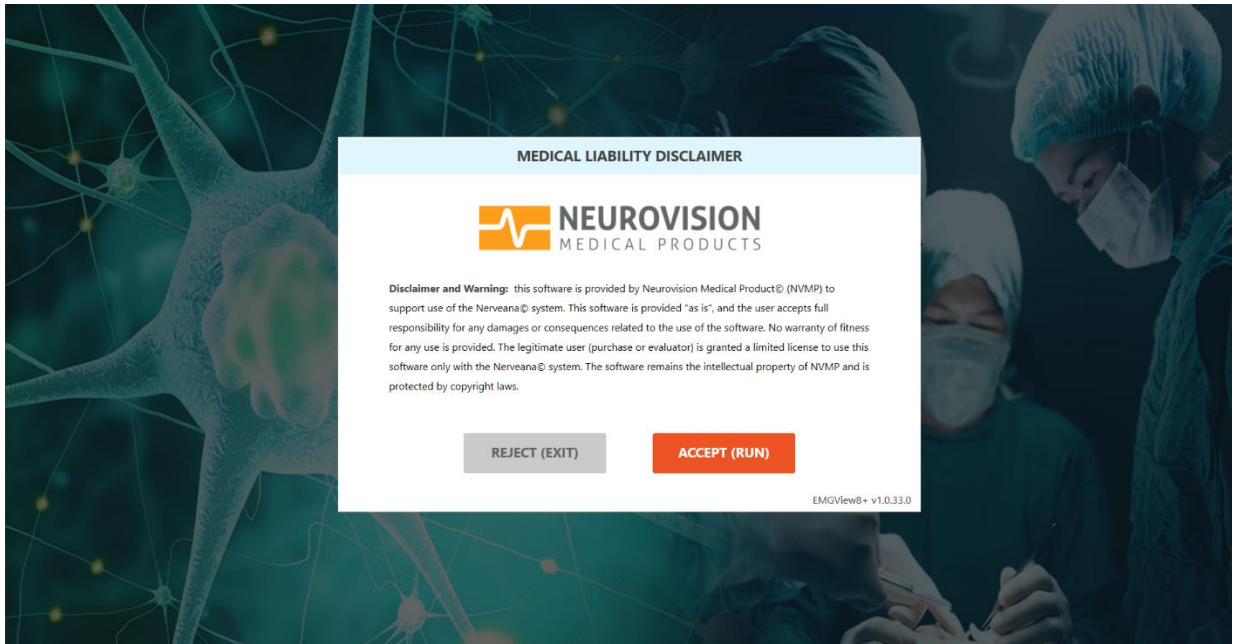 MEDICAL LIABILITY DISCLAIMER
NEUROVISION
MEDICAL PRODUCTS
Disclaimer and Warning: this software is provided by Neurovision Medical Product© (NVMP) to
support use of the Nerveana© system. This software is provided "as is", and the user accepts full
responsibility for any damages or consequences related to the use of the software. No warranty of fitness
for any use is provided. The legitimate user (purchase or evaluator) is granted a limited license to use this
software only with the Nerveana© system. The software remains the intellectual property of NVMP and is
protected by copyright laws.
REJECT (EXIT) ACCEPT (RUN)
EMGView8+ v1.0.33.0